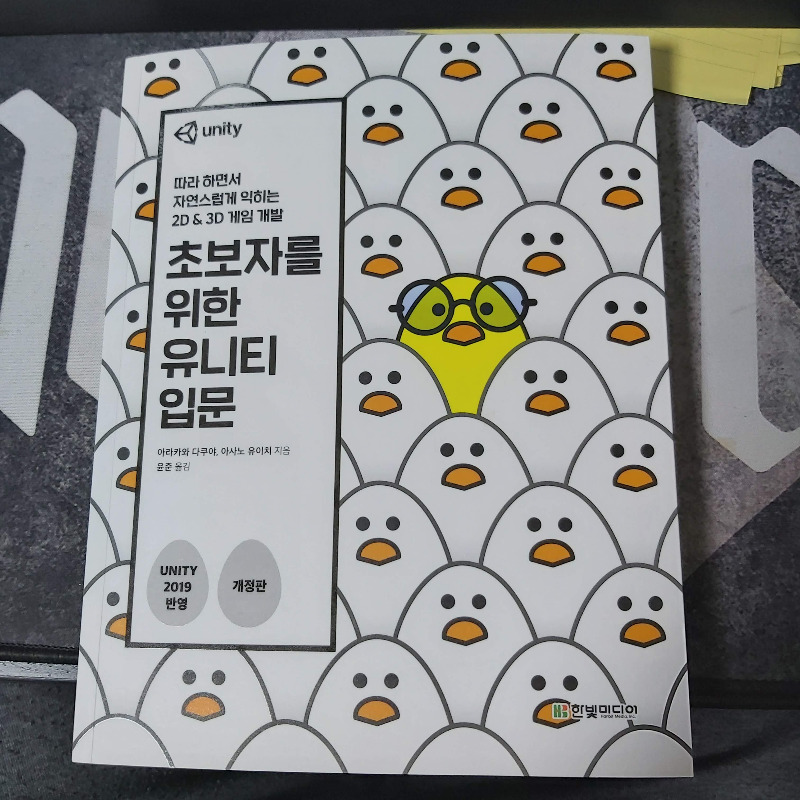 unity
따라 하면서
자연스럽게 익히는
2D & 3D 게임 개발
초보자를
위한
유니티
입문
아라카와 다쿠야, 아사노 유이치 지음
윤준 옮김
UNITY
2019
반영
개정판
한빛미디어
Hanbit Media, Inc.